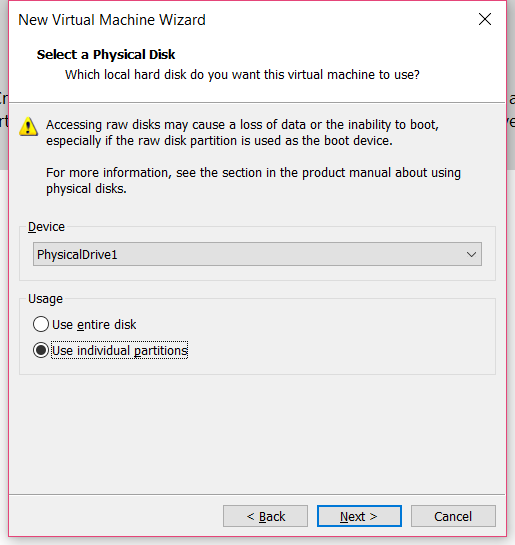 New Virtual Machine Wizard
Select a Physical Disk
Which local hard disk do you want this virtual machine to use?
Accessing raw disks may cause a loss of data or the inability to boot,
especially if the raw disk partition is used as the boot device.
For more information, see the section in the product manual about using
physical disks.
Device
PhysicalDrive1
Usage
Use entire disk
Use individual partitions
< Back
Next >
Cancel